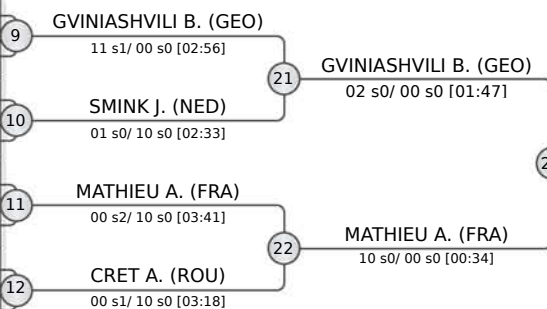 GVINIASHVILI B. (GEO)
9
11 s1/ 00 s0 [02:56]
GVINIASHVILI B. (GEO)
21
02 s0/ 00 s0 [01:47]
SMINK J. (NED)
10
01 s0/ 10 s0 [02:33]
MATHIEU A. (FRA)
11
00 s2/ 10 s0 [03:41]
MATHIEU A. (FRA)
22
10 s0/ 00 s0 [00:34]
CRET A. (ROU)
12
00 s1/ 10 s0 [03:18]